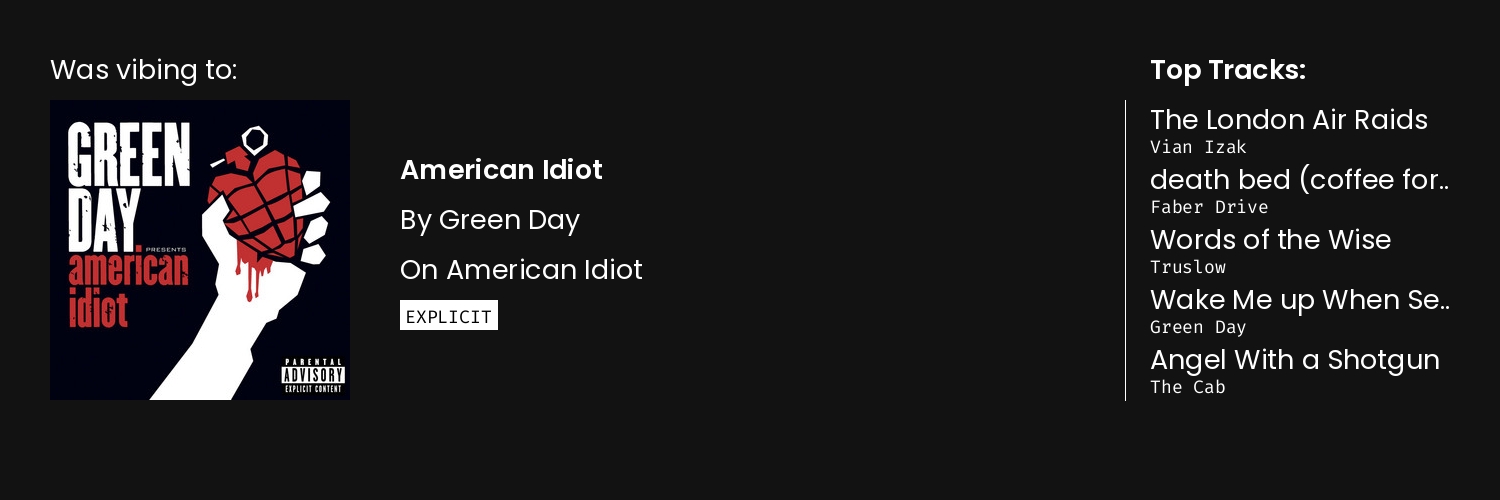 Was vibing to:
GREEN
DAY
PRESENTS
american
idiot
PARENTAL
ADVISORY
EXPLICIT CONTENT
American Idiot
By Green Day
On American Idiot
EXPLICIT
Top Tracks:
The London Air Raids
Vian Izak
death bed (coffee for..
Faber Drive
Words of the Wise
Truslow
Wake Me up When Se..
Green Day
Angel With a Shotgun
The Cab